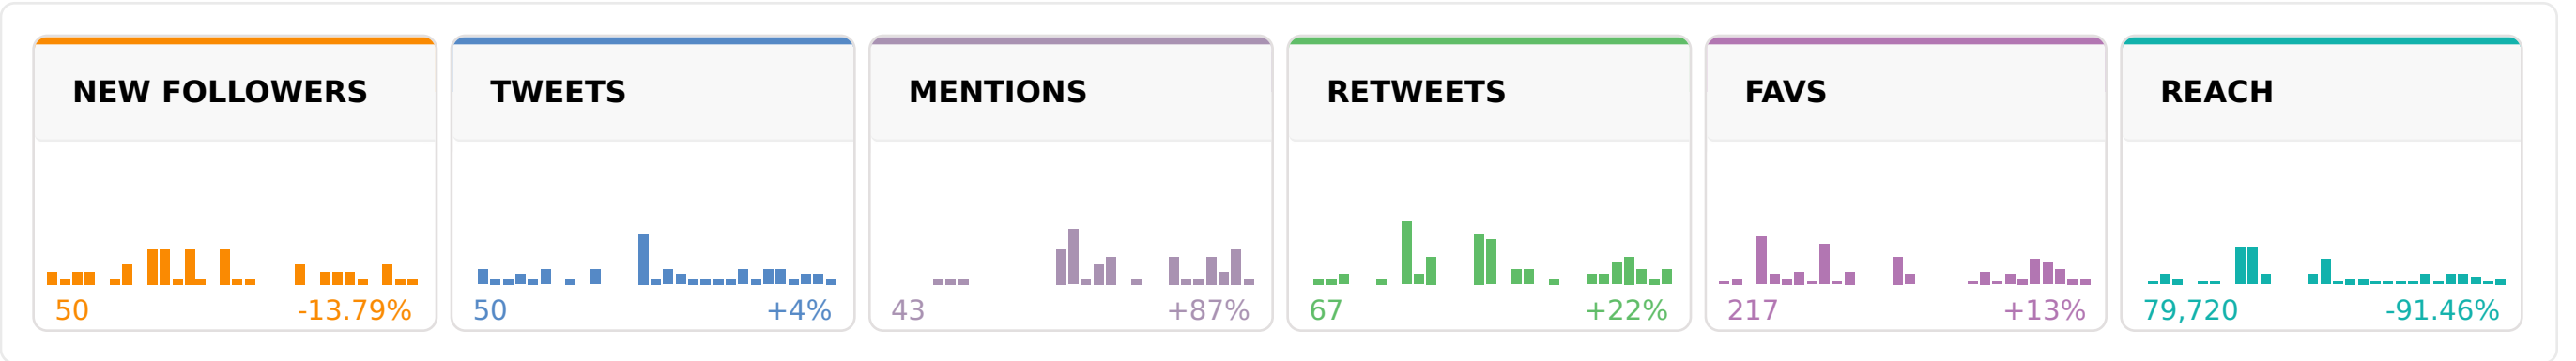 NEW FOLLOWERS
50 -13.79%
TWEETS
50 +4%
MENTIONS
43 +87%
RETWEETS
67 +22%
FAVS
217 +13%
REACH
79,720 -91.46%